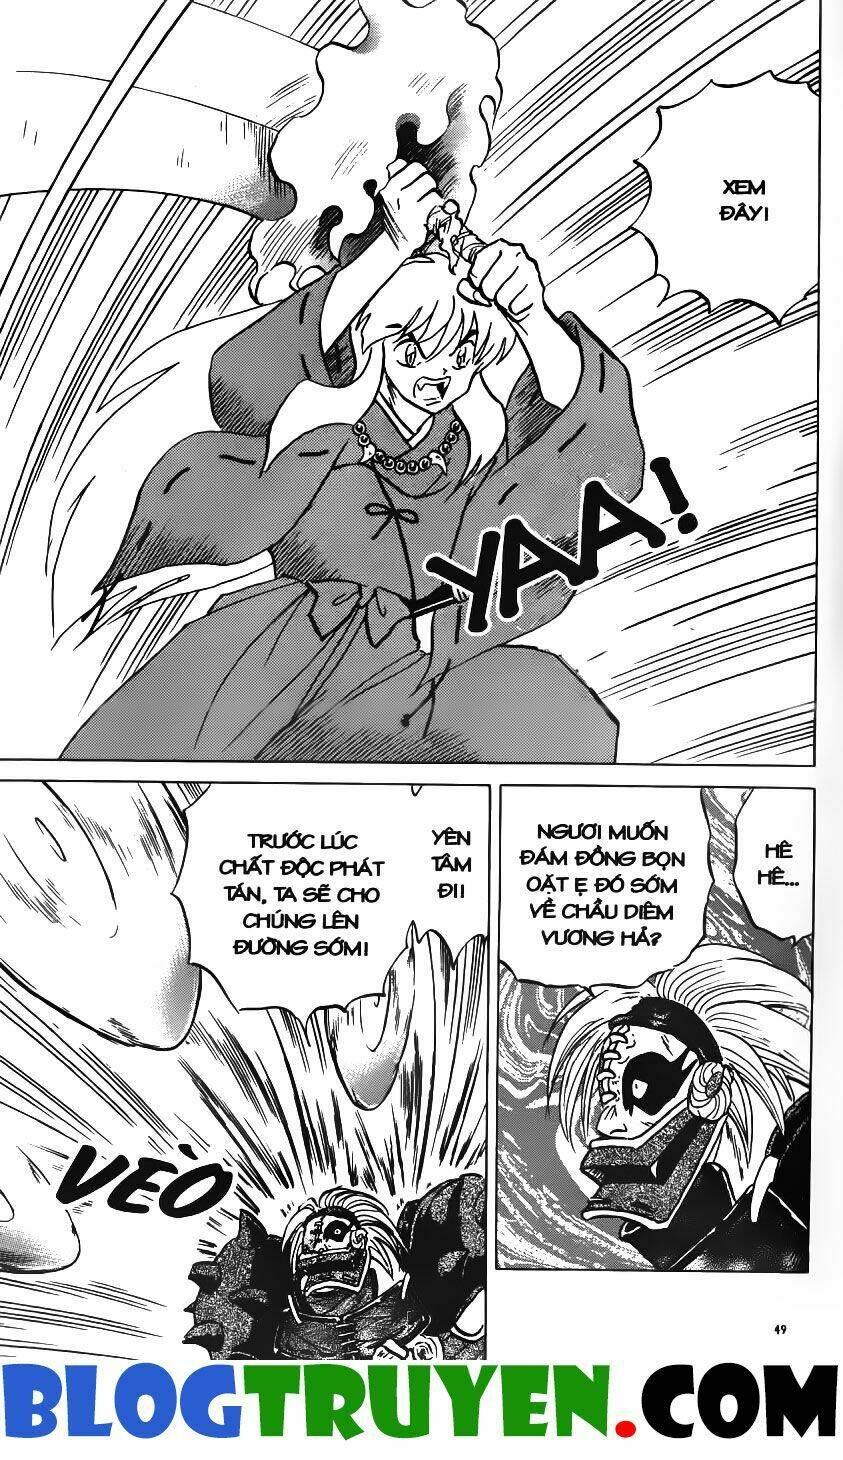 XEM
ĐÂY!
YAA!
HÊ
HÊ...
NGƯƠI MUỐN
ĐÁM ĐỒNG BỌN
OẶT Ẹ ĐÓ SỚM
VỀ CHẦU DIÊM
VƯƠNG HẢ?
YÊN
TÂM
ĐI!
TRƯỚC LÚC
CHẤT ĐỘC PHÁT
TÁN, TA SẼ CHO
CHÚNG LÊN
ĐƯỜNG SỚM!
VÈO
49
BLOGTRUYEN.COM